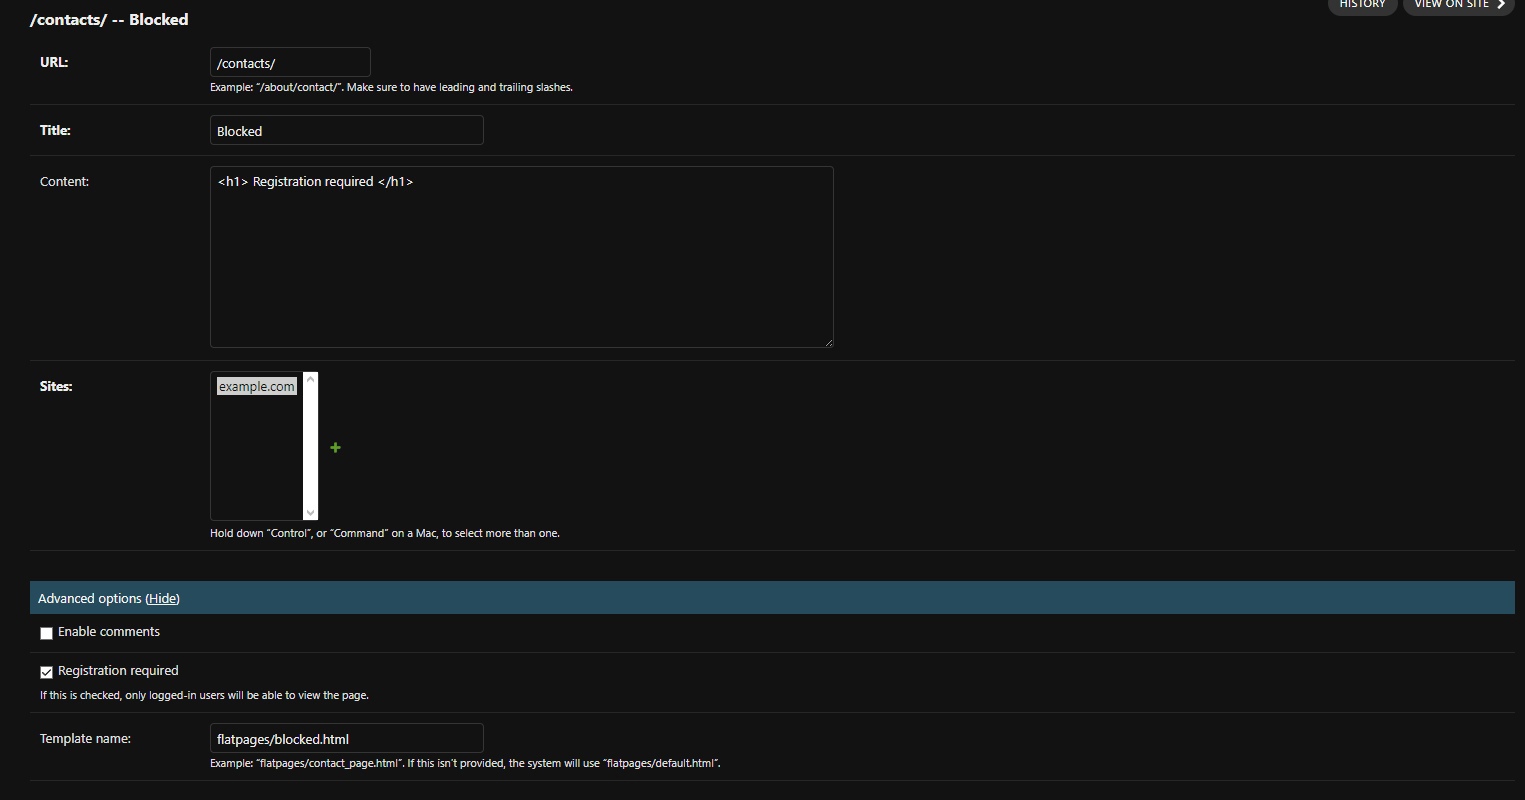 HISTORY
VIEW ON SITE
/contacts/ -- Blocked
URL:
/contacts/
Example: “/about/contact/”. Make sure to have leading and trailing slashes.
Title:
Blocked
Content:
<h1> Registration required </h1>
Sites:
example.com
Hold down “Control”, or “Command” on a Mac, to select more than one.
Advanced options (Hide)
Enable comments
Registration required
If this is checked, only logged-in users will be able to view the page.
Template name:
flatpages/blocked.html
Example: “flatpages/contact_page.html”. If this isn't provided, the system will use “flatpages/default.html”.